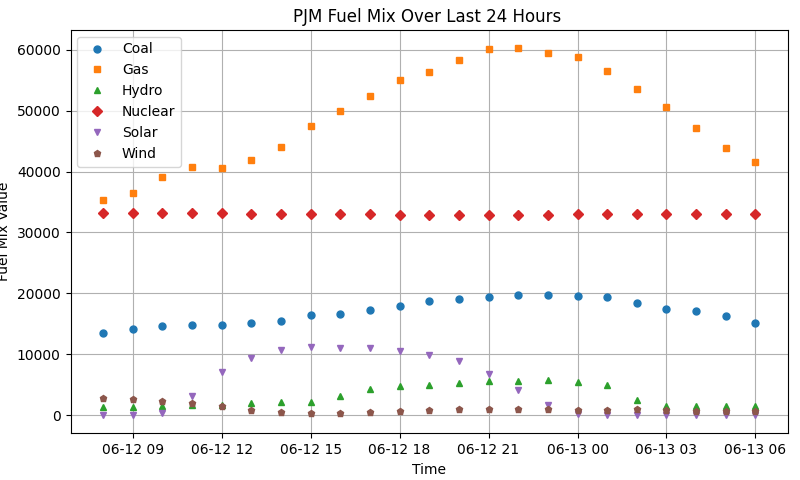 PJM Fuel Mix Over Last 24 Hours
Coal
Gas
Hydro
Nuclear
Solar
Wind
60000
50000
40000
30000
20000
10000
0
Fuel Mix Value
06-12 09 06-12 12 06-12 15 06-12 18 06-12 21 06-13 00 06-13 03 06-13 06
Time